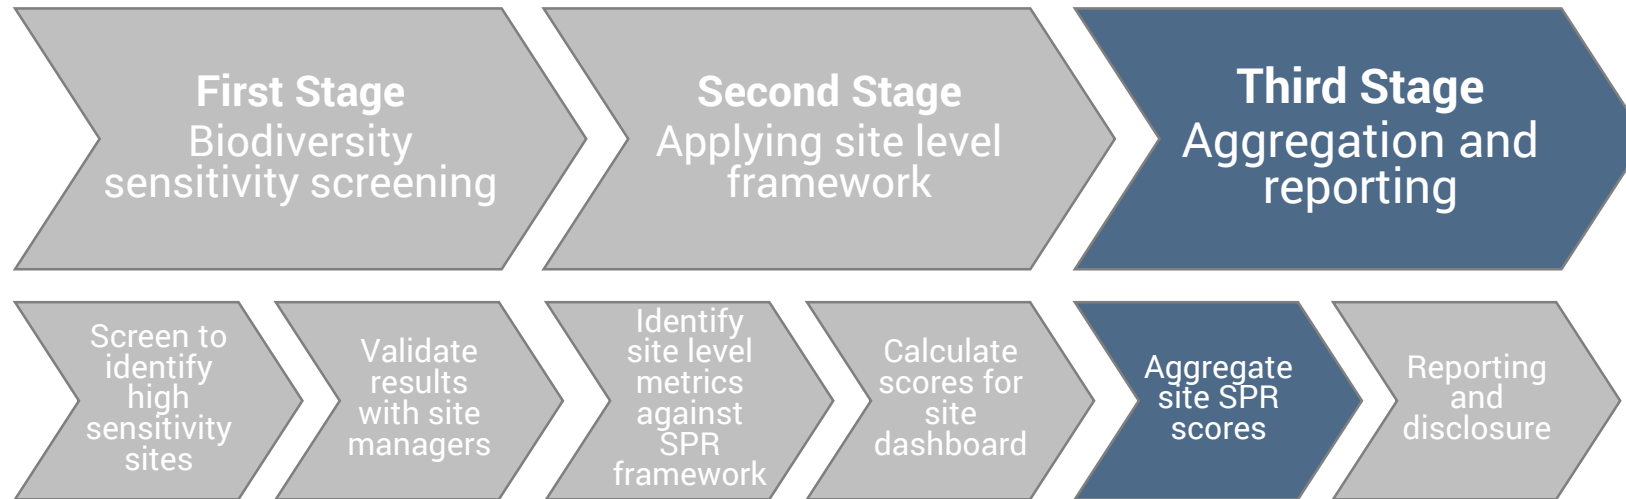 First Stage
Biodiversity
sensitivity screening
Second Stage
Applying site level
framework
Third Stage
Aggregation and
reporting
Screen to
identify
high
sensitivity
sites
Validate
results
with site
managers
Identify
site level
metrics
against
SPR
framework
Calculate
scores for
site
dashboard
Aggregate
site SPR
scores
Reporting
and
disclosure